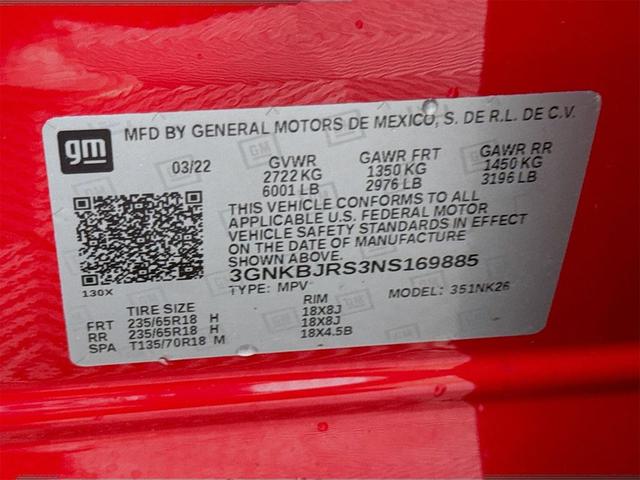 gm
MFD BY GENERAL MOTORS DE MEXICO, S. DE R.L. DE C.V.
03/22 GVWR GAWR FRT GAWR RR
2722 KG 1350 KG 1450 KG
6001 LB 2976 LB 3196 LB
THIS VEHICLE CONFORMS TO ALL
APPLICABLE U.S. FEDERAL MOTOR
VEHICLE SAFETY STANDARDS IN EFFECT
ON THE DATE OF MANUFACTURE
SHOWN ABOVE.
3GNKBJRS3NS169885
130X TYPE: MPV MODEL: 351NK26
TIRE SIZE RIM
FRT 235/65R18 H 18X8J
RR 235/65R18 H 18X8J
SPA T135/70R18 M 18X4.5B